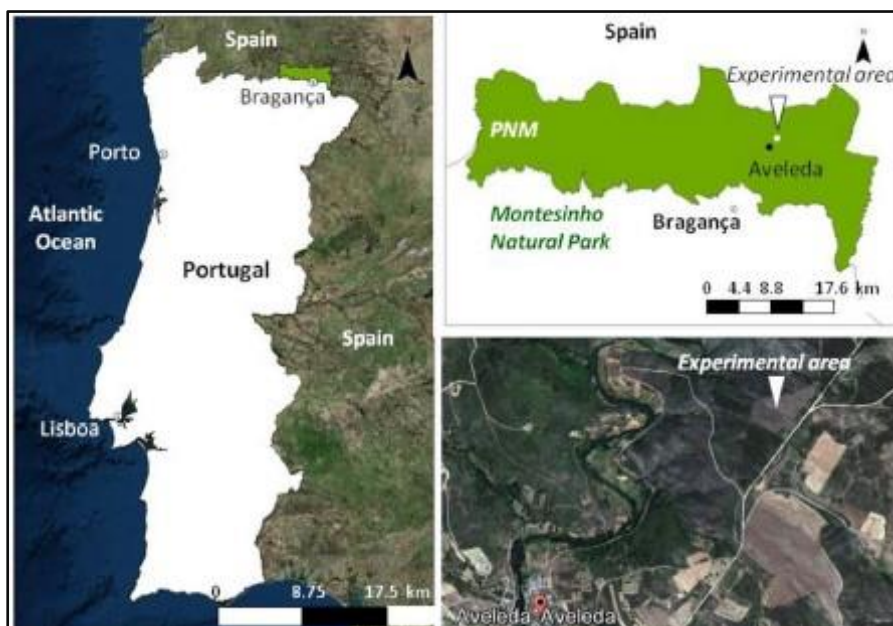 Spain
Bragança
Porto
Atlantic
Ocean
Portugal
Spain
Lisboa
0 8.75 17.5 km
Spain
Experimental area
PNM
Aveleda
Montesinho
Natural Park
Bragança
0 4.4 8.8 17.6 km
Experimental area
Aveleda Aveleda